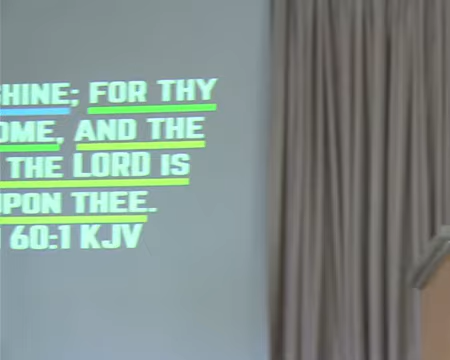 SHINE; FOR THY
OME, AND THE
THE LORD IS
UPON THEE.
60:1 KJV